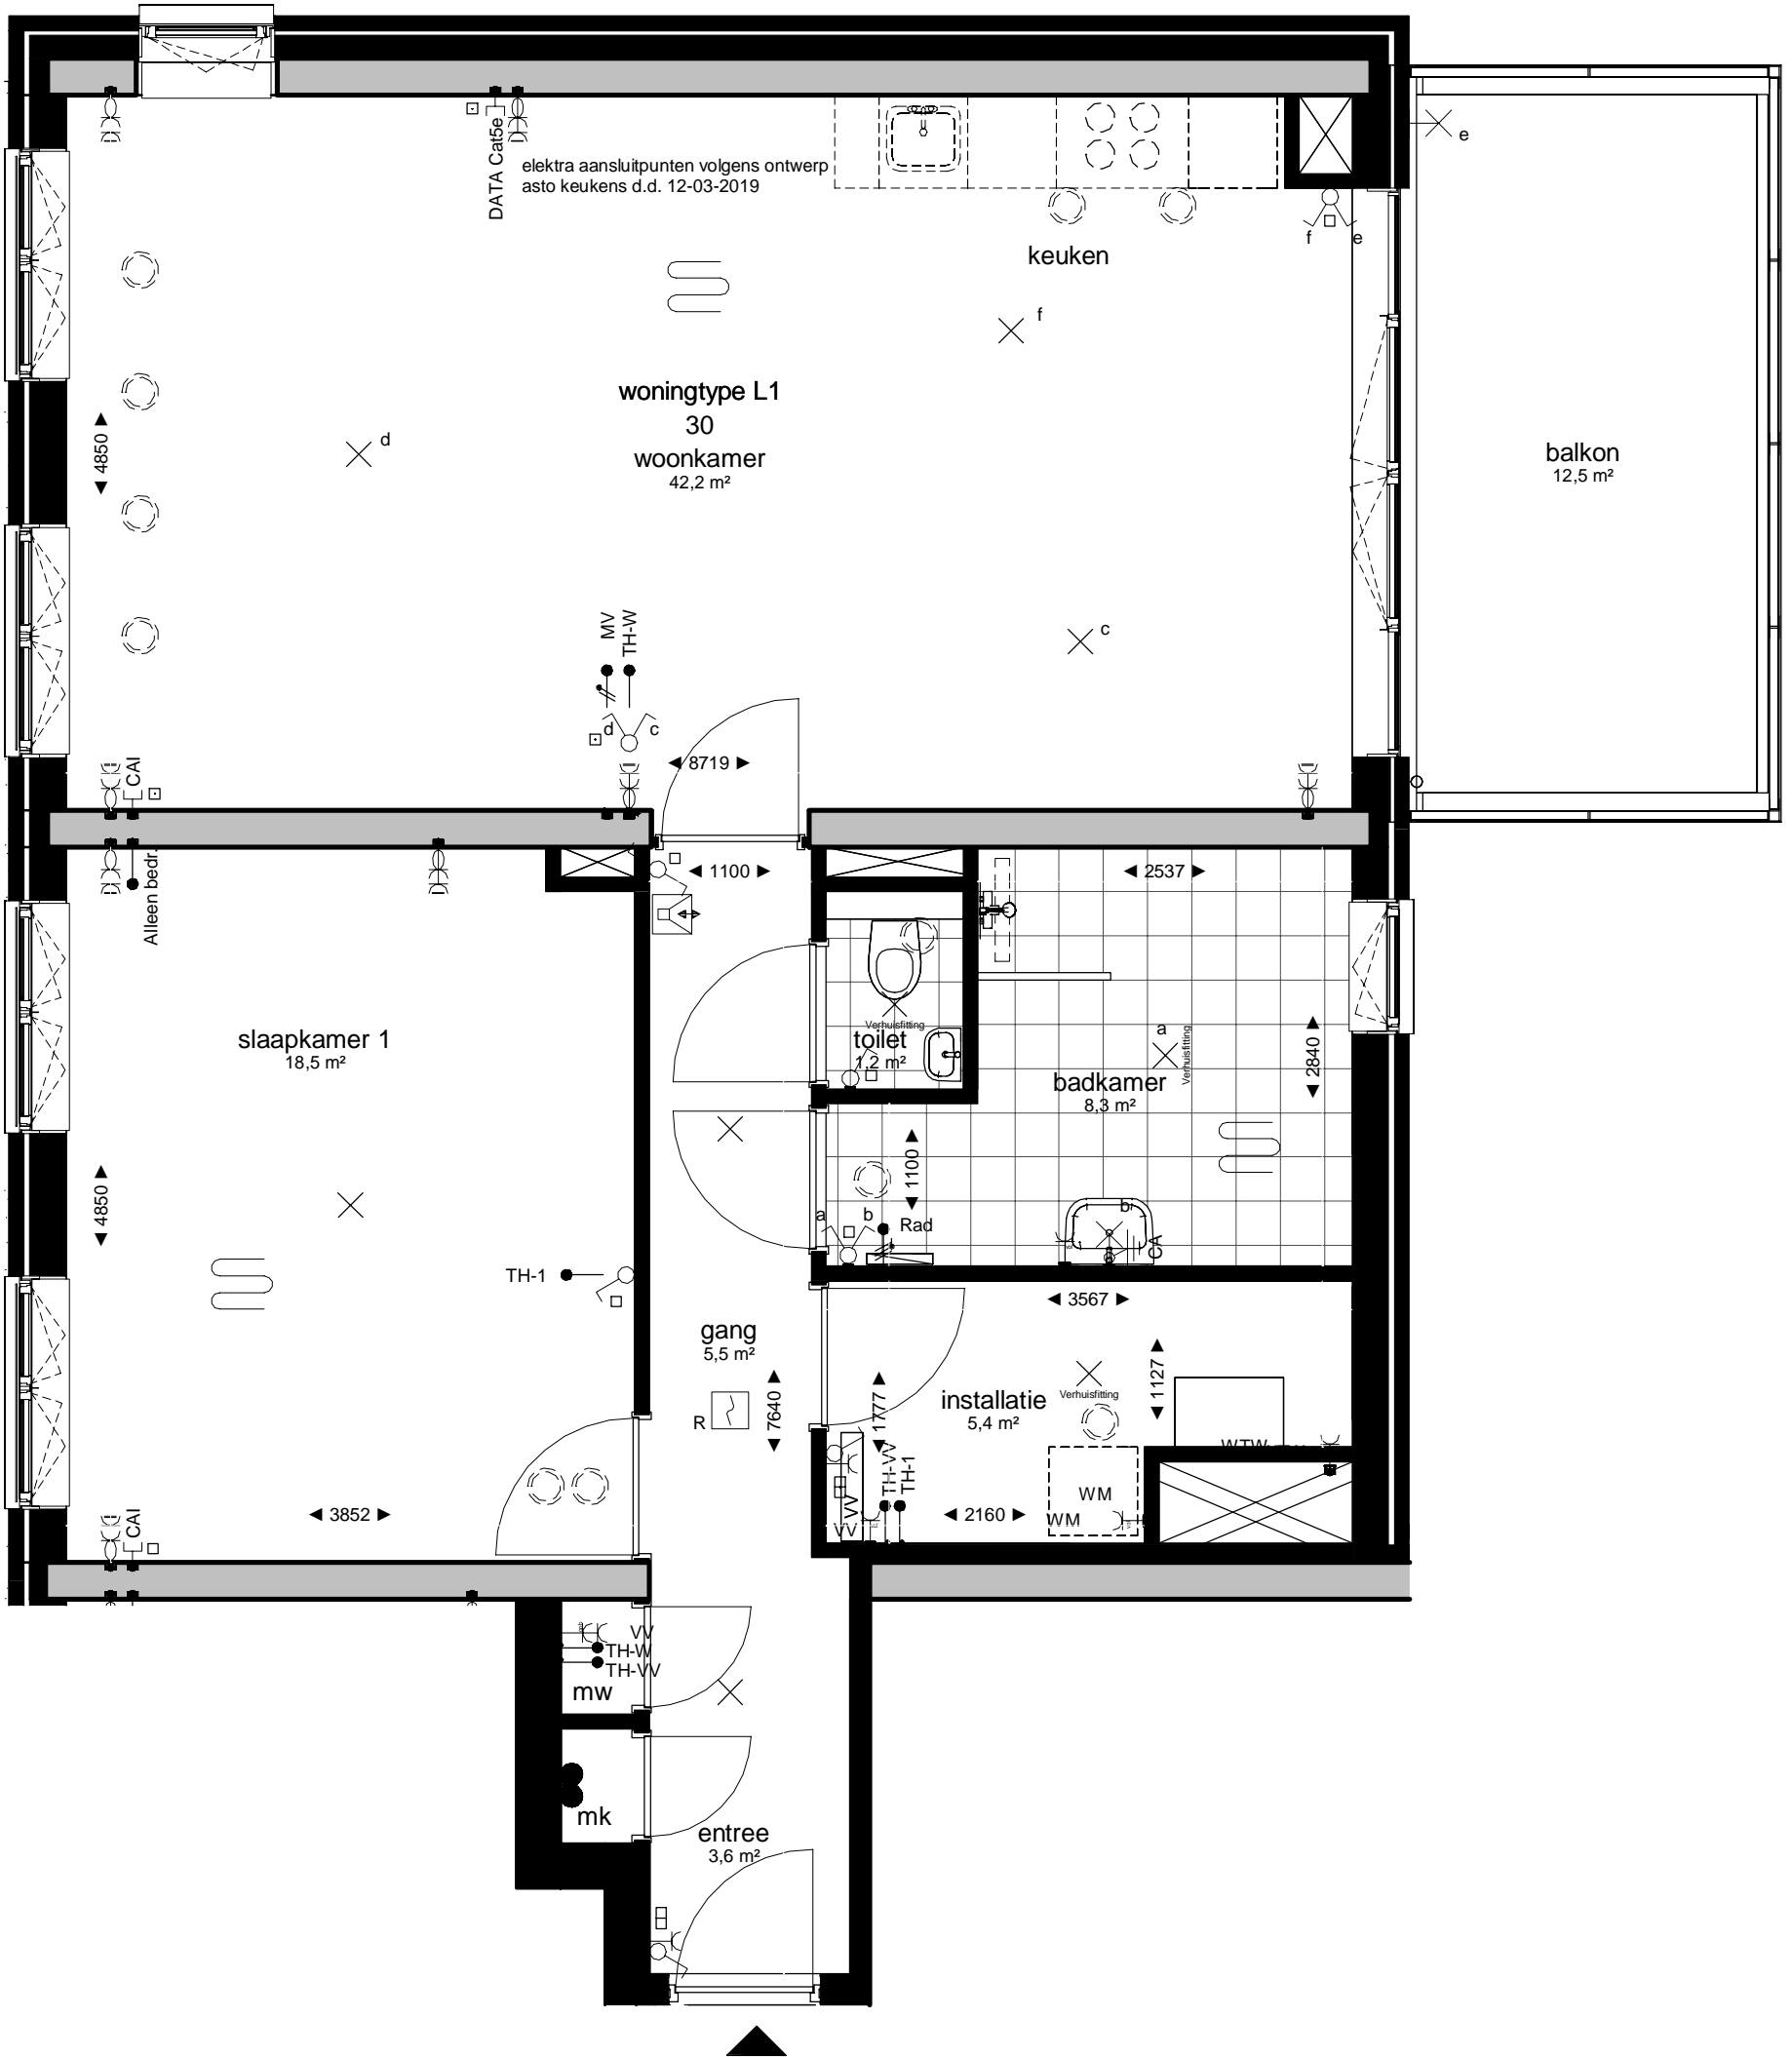 DATA Cat5e
elektra aansluitpunten volgens ontwerp
asto keukens d.d. 12-03-2019
e
f e
keuken
f
woningtype L1
30
woonkamer
42,2 m²
4850
d
balkon
12,5 m²
c
MV
TH-W
d c
8719
CAI
Alleen bedr.
1100
2537
slaapkamer 1
18,5 m²
Verhuisfitting
toilet
1,2 m²
a
Verhuisfitting
2840
badkamer
8,3 m²
4850
1100
a b
Rad
b
CA
TH-1
3567
gang
5,5 m²
R
7640
1777
installatie
5,4 m²
Verhuisfitting
1127
WTW
TH-VV
TH-1
VV
VV
2160
WM
WM
3852
CAI
VV
TH-W
TH-VV
mw
mk
entree
3,6 m²